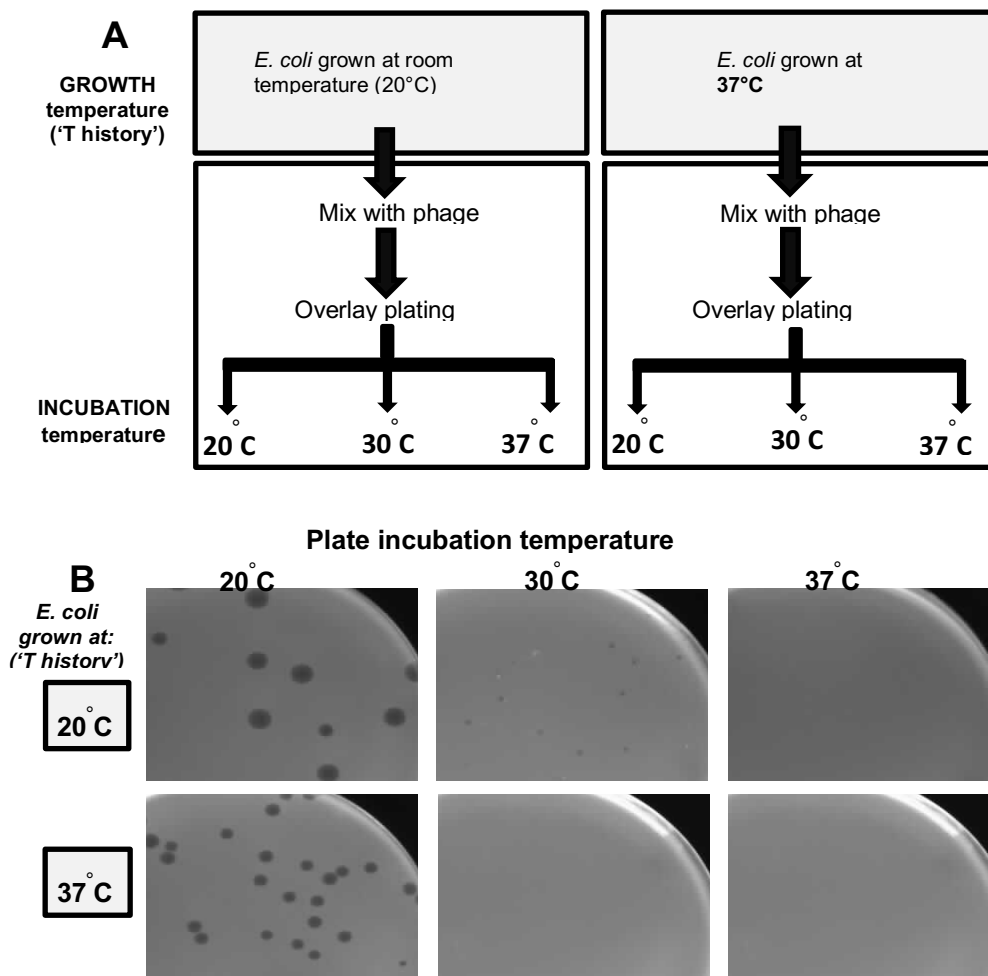 A
GROWTH
temperature
(‘T history’)
E. coli grown at room
temperature (20°C)
E. coli grown at
37°C
Mix with phage
Mix with phage
Overlay plating
Overlay plating
INCUBATION
temperature
20°C
30°C
37°C
20°C
30°C
37°C
Plate incubation temperature
B
20°C
30°C
37°C
E. coli
grown at:
(‘T history’)
20°C
37°C